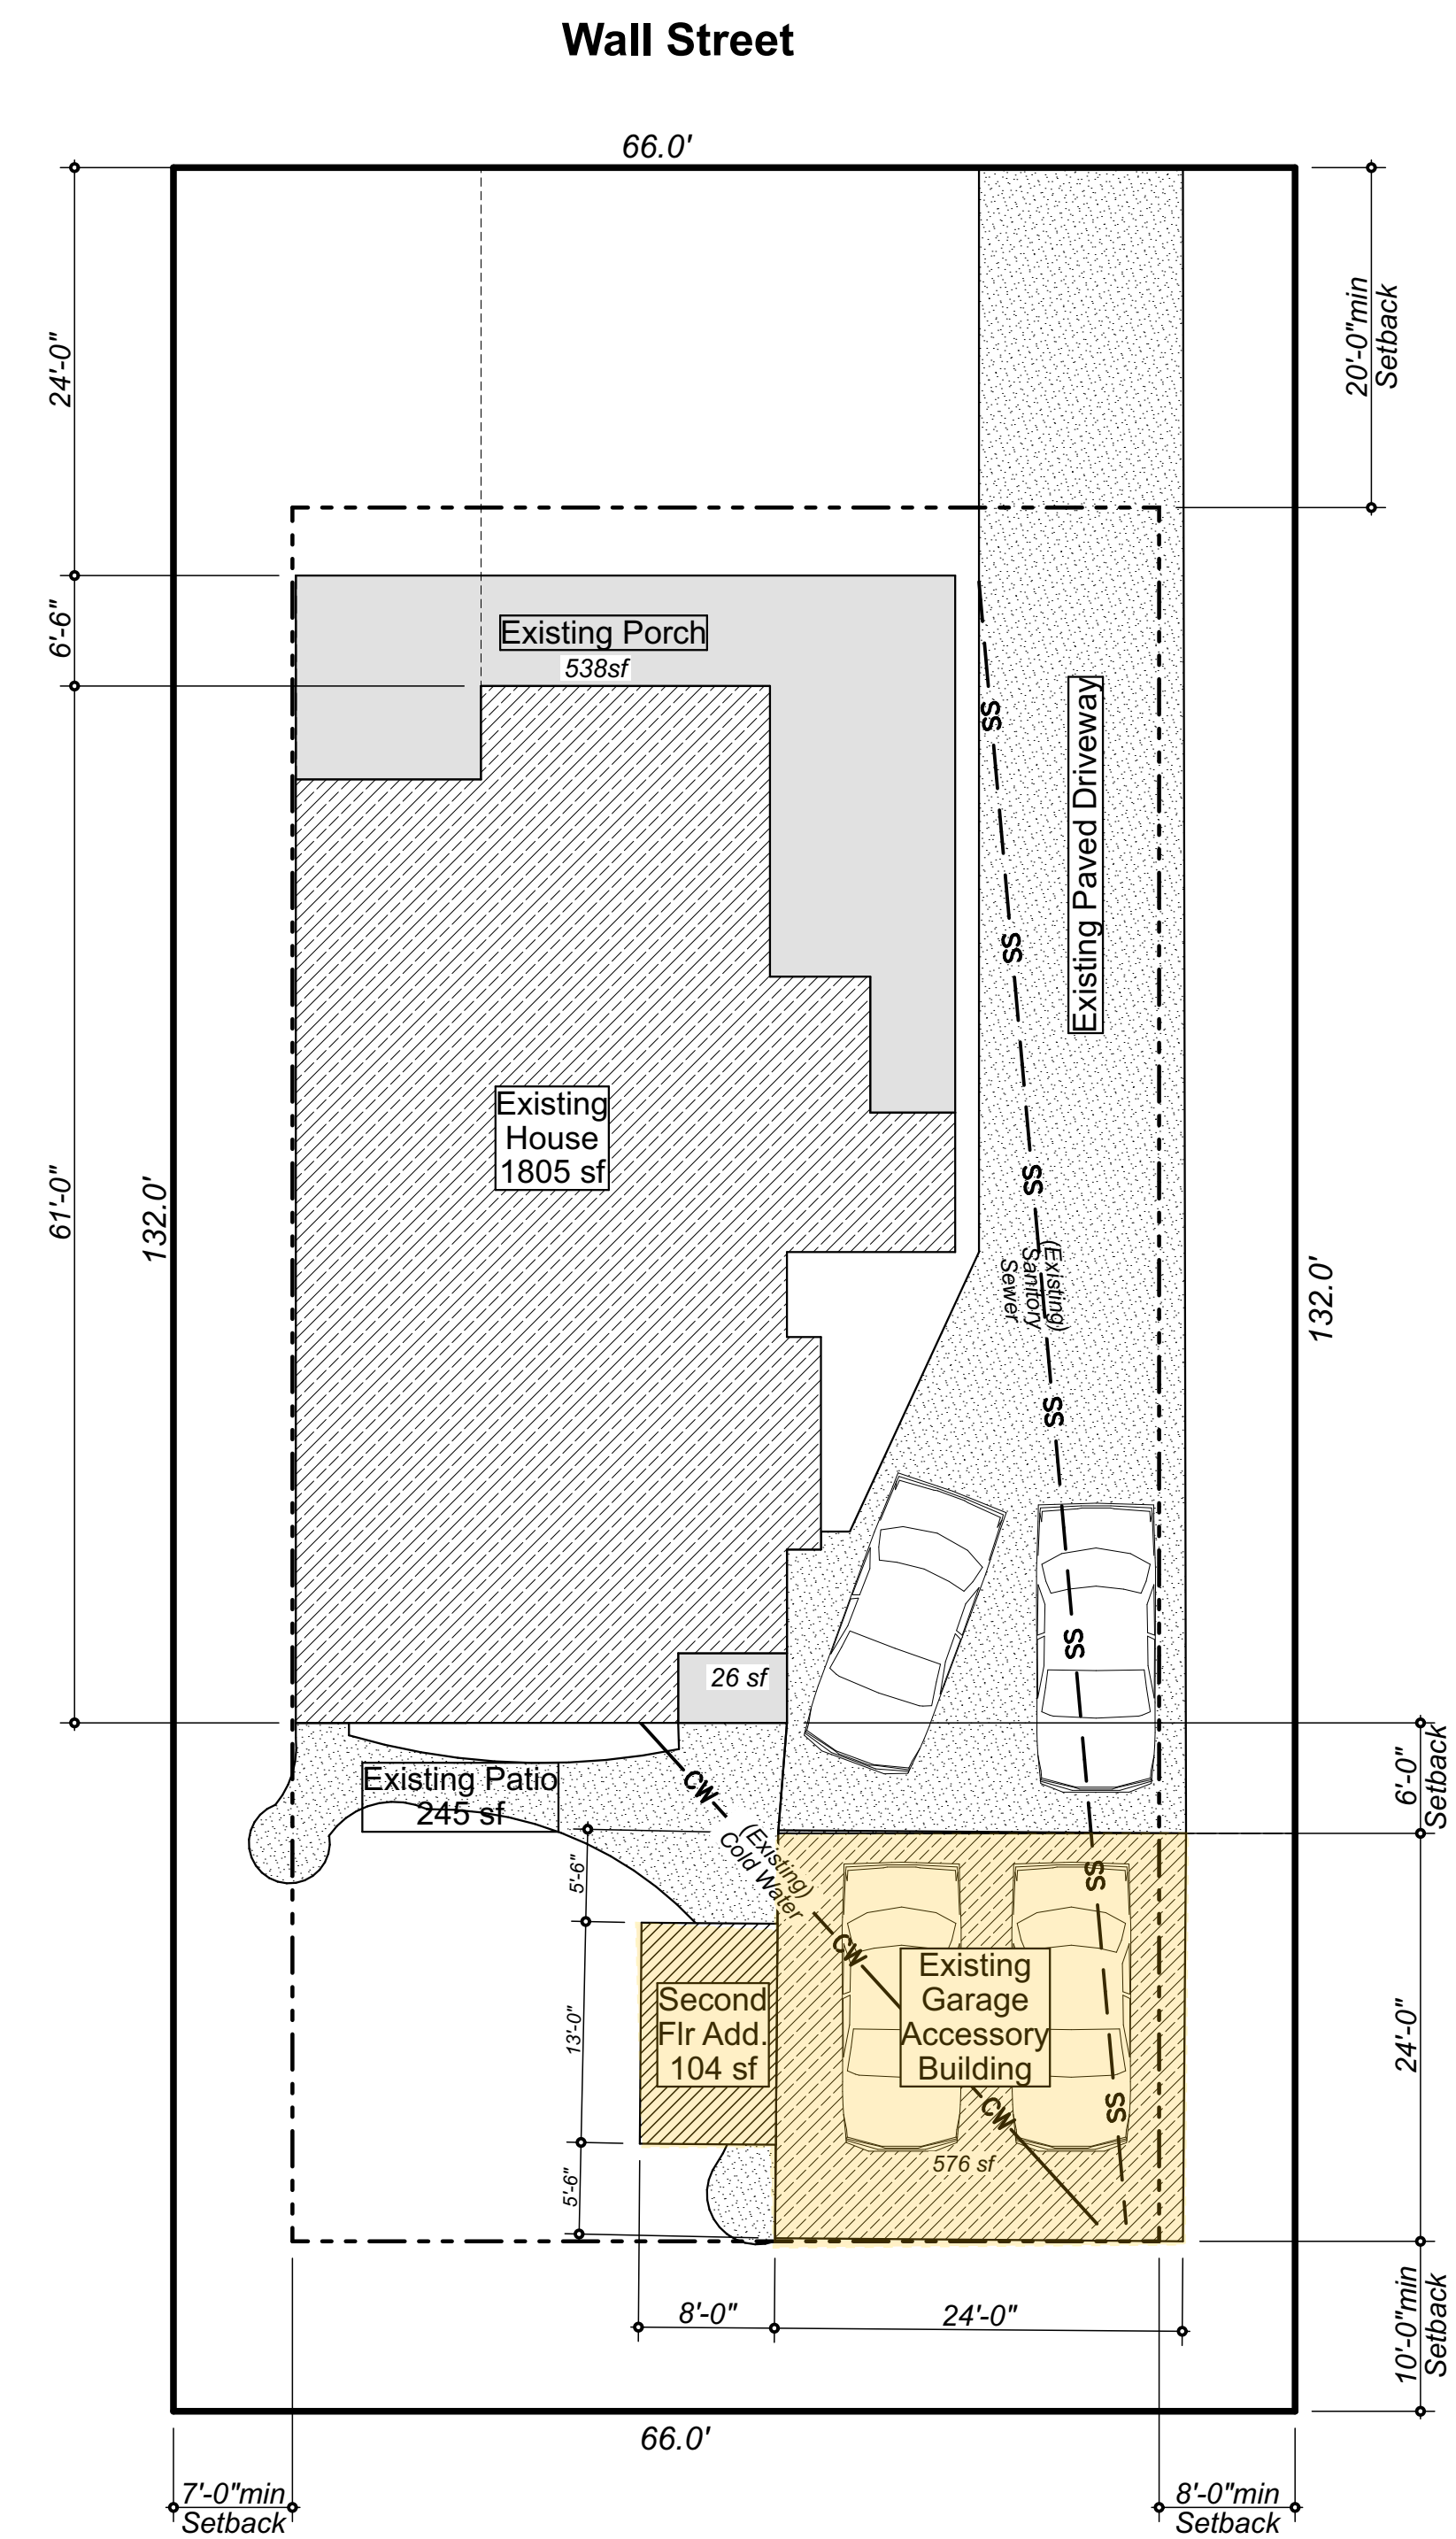 Wall Street
66.0'
24'-0"
20'-0"min
Setback
6'-6"
Existing Porch
538sf
SS
Existing Paved Driveway
SS
Existing
House
1805 sf
61'-0"
132.0'
SS
(Existing)
Sanitory
Sewer
132.0'
SS
SS
26 sf
6'-0"
Setback
CW
Existing Patio
245 sf
(Existing)
Cold Water
5'-6"
SS
CW
Existing
Garage
Accessory
Building
Second
Flr Add.
104 sf
13'-0"
24'-0"
CW
SS
576 sf
5'-6"
8'-0"
24'-0"
10'-0"min
Setback
66.0'
7'-0"min
Setback
8'-0"min
Setback